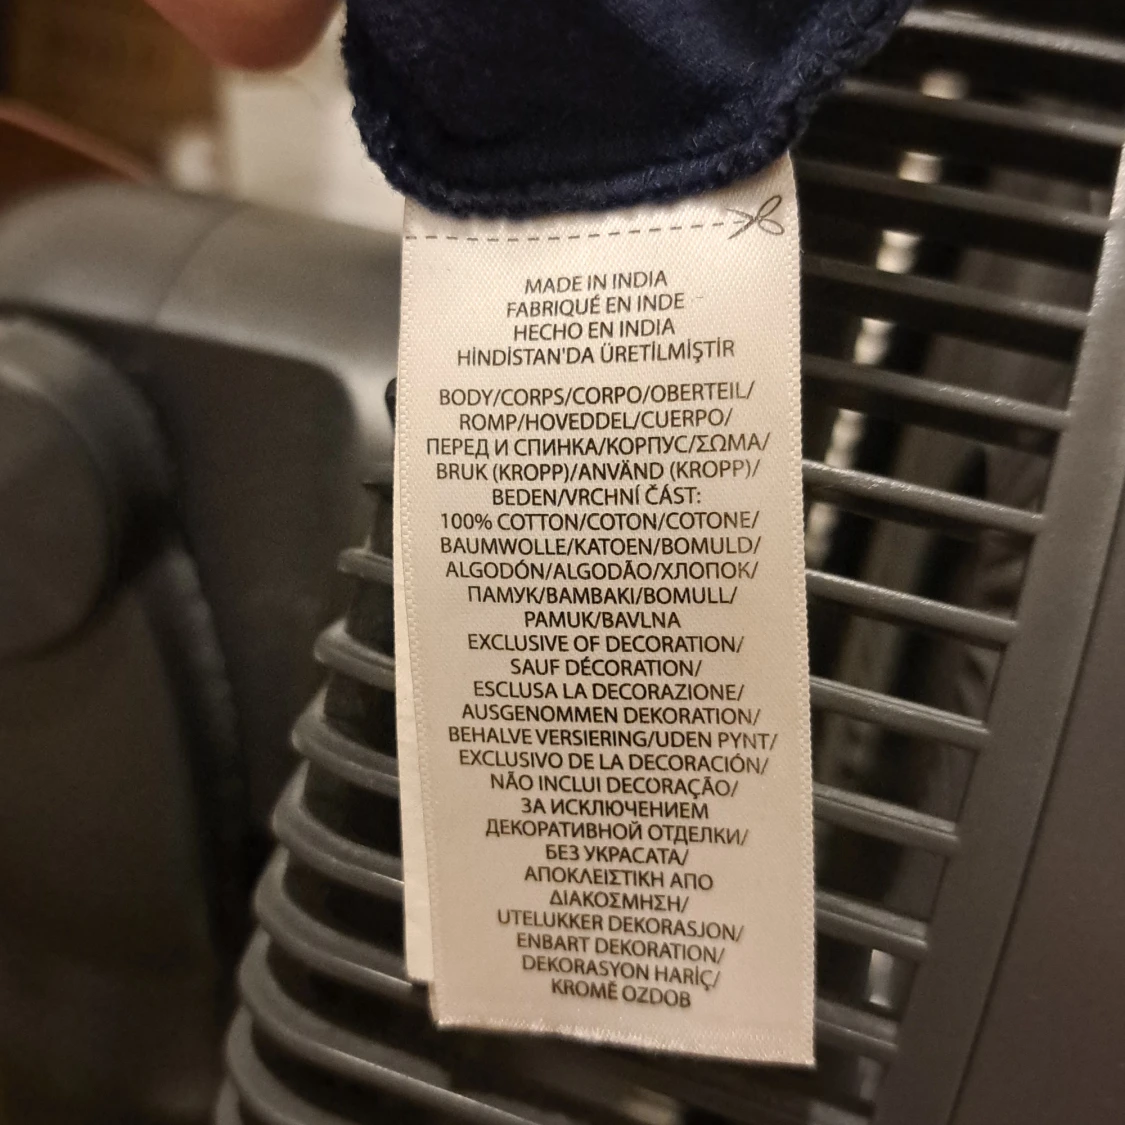 MADE IN INDIA
FABRIQUÉ EN INDE
HECHO EN INDIA
HİNDİSTAN'DA ÜRETİLMİŞTİR
BODY/CORPS/CORPO/OBERTEIL/
ROMP/HOVEDDEL/CUERPO/
ПЕРЕД И СПИНКА/КОРПУС/ΣΩΜΑ/
BRUK (KROPP)/ANVÄND (KROPP)/
BEDEN/VRCHNÍ ČÁST:
100% COTTON/COTON/COTONE/
BAUMWOLLE/KATOEN/BOMULD/
ALGODÓN/ALGODÃO/ХЛОПОК/
ПАМУК/ΒΑΜΒΑΚΙ/BOMULL/
PAMUK/BAVLNA
EXCLUSIVE OF DECORATION/
SAUF DÉCORATION/
ESCLUSA LA DECORAZIONE/
AUSGENOMMEN DEKORATION/
BEHALVE VERSIERING/UDEN PYNT/
EXCLUSIVO DE LA DECORACIÓN/
NÃO INCLUI DECORAÇÃO/
ЗА ИСКЛЮЧЕНИЕМ
ДЕКОРАТИВНОЙ ОТДЕЛКИ/
БЕЗ УКРАСАТА/
ΑΠΟΚΛΕΙΣΤΙΚΗ ΑΠΟ
ΔΙΑΚΟΣΜΗΣΗ/
UTELUKKER DEKORASJON/
ENBART DEKORATION/
DEKORASYON HARİÇ/
KROMĚ OZDOB